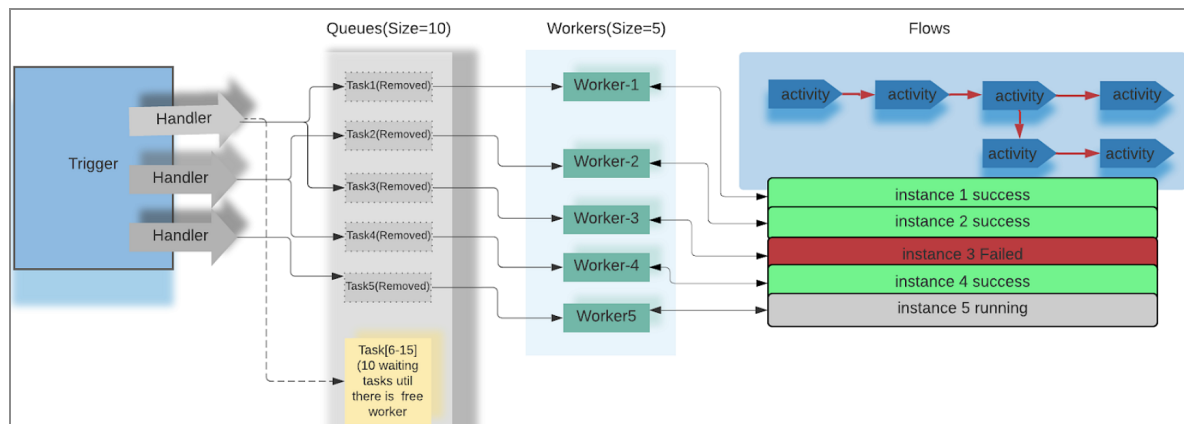 Queues(Size=10)
Workers(Size=5)
Flows
Trigger
Handler
Handler
Handler
Task1(Removed)
Task2(Removed)
Task3(Removed)
Task4(Removed)
Task5(Removed)
Task[6-15]
(10 waiting
tasks util
there is free
worker
Worker-1
Worker-2
Worker-3
Worker-4
Worker5
activity
activity
activity
activity
activity
activity
instance 1 success
instance 2 success
instance 3 Failed
instance 4 success
instance 5 running